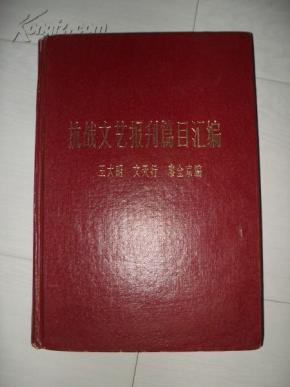 抗战文艺报刊篇目汇编
王大明 文天行 廖全京编